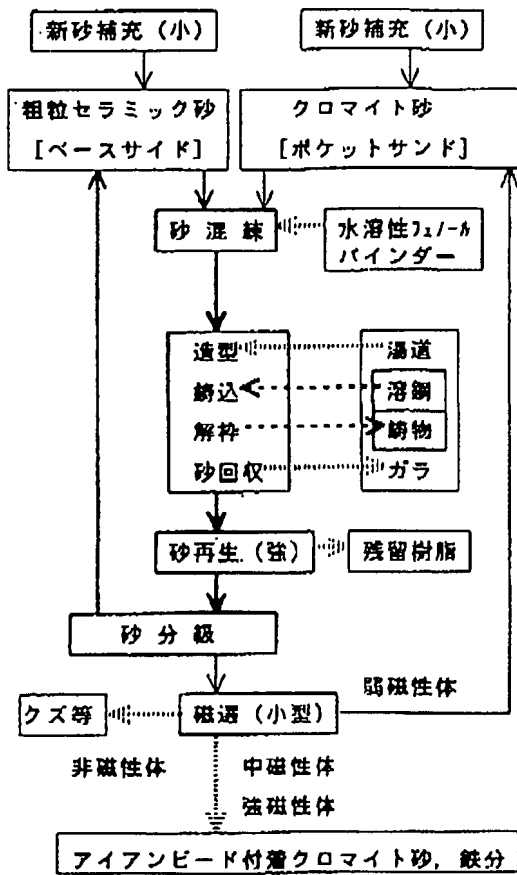 新砂補充(小)
新砂補充(小)
粗粒セラミック砂
[ベースサイド]
クロマイト砂
[ポケットサンド]
砂混練
水溶性フェノール
バインダー
造型
湯道
鋳込
溶鋼
解枠
鋳物
砂回収
ガラ
砂再生(強)
残留樹脂
砂分級
弱磁性体
クズ等
磁選(小型)
非磁性体
中磁性体
強磁性体
アイアンビード付着クロマイト砂,鉄分